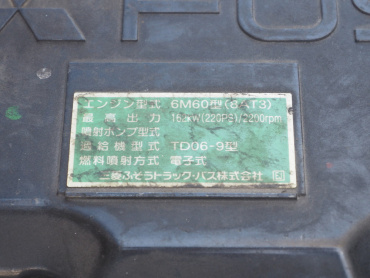 エンジン型式 6M60型(6AT3)
最高出力 162kW(220PS)/2200rpm
噴射ポンプ型式
過給機型式 TD06-9型
燃料噴射方式 電子式
三菱ふそうトラック・バス株式会社